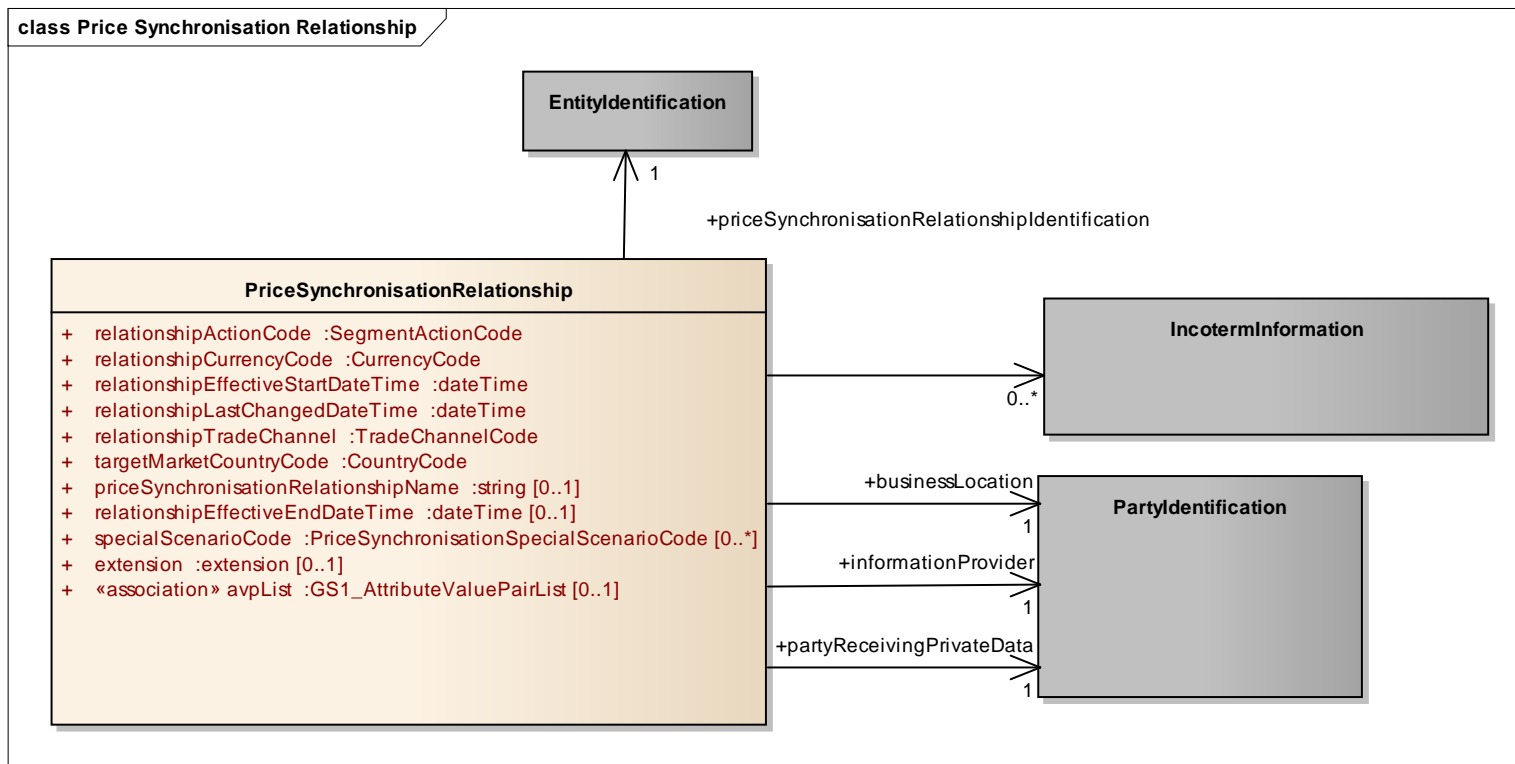 class Price Synchronisation Relationship
EntityIdentification
1
+priceSynchronisationRelationshipIdentification
PriceSynchronisationRelationship
+ relationshipActionCode :SegmentActionCode
+ relationshipCurrencyCode :CurrencyCode
+ relationshipEffectiveStartDateTime :dateTime
+ relationshipLastChangedDateTime :dateTime
+ relationshipTradeChannel :TradeChannelCode
+ targetMarketCountryCode :CountryCode
+ priceSynchronisationRelationshipName :string [0..1]
+ relationshipEffectiveEndDateTime :dateTime [0..1]
+ specialScenarioCode :PriceSynchronisationSpecialScenarioCode [0..*]
+ extension :extension [0..1]
+ «association» avpList :GS1_AttributeValuePairList [0..1]
IncotermInformation
0..*
+businessLocation
1
+informationProvider
1
+partyReceivingPrivateData
1
PartyIdentification